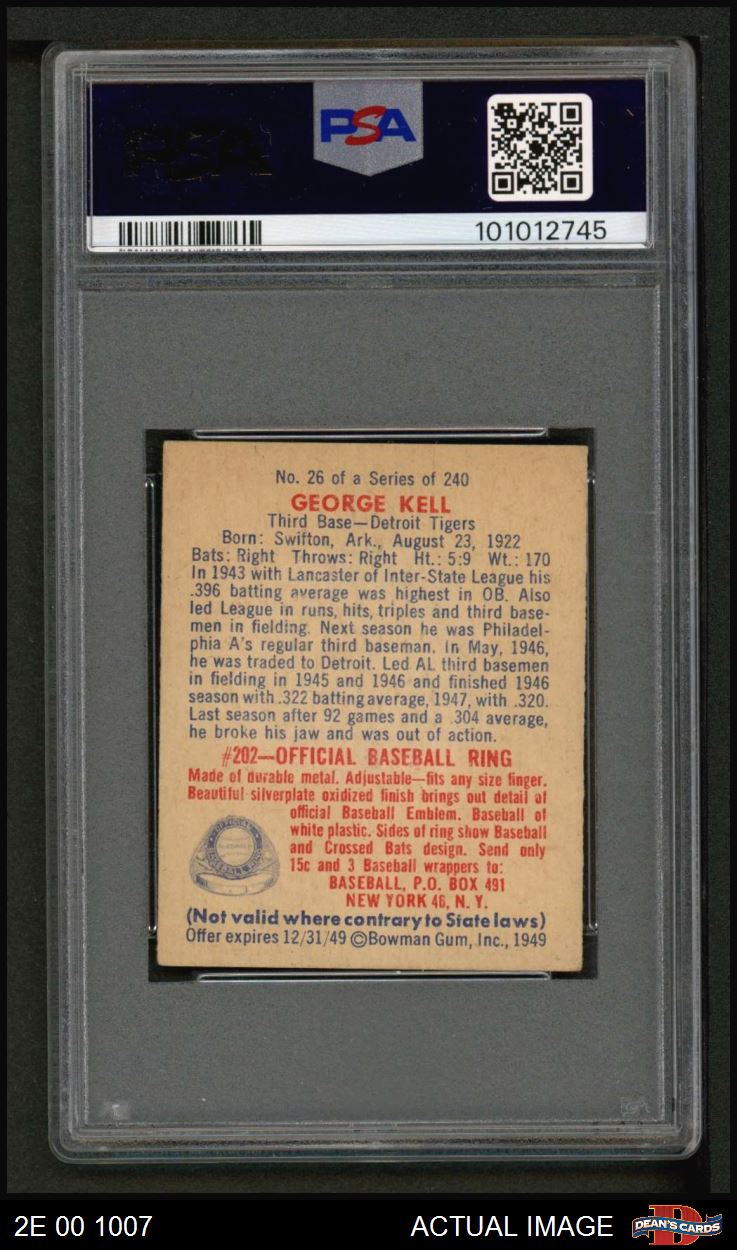 PSA
101012745
No. 26 of a Series of 240
GEORGE KELL
Third Base—Detroit Tigers
Born: Swifton, Ark., August 23, 1922
Bats: Right Throws: Right Ht.: 5:9 Wt.: 170
In 1943 with Lancaster of Inter-State League his
.396 batting average was highest in OB. Also
led League in runs, hits, triples and third base-
men in fielding. Next season he was Philadel-
phia A's regular third baseman. In May, 1946,
he was traded to Detroit. Led AL third basemen
in fielding in 1945 and 1946 and finished 1946
season with .322 batting average, 1947, with .320.
Last season after 92 games and a .304 average,
he broke his jaw and was out of action.
#202—OFFICIAL BASEBALL RING
Made of durable metal. Adjustable—fits any size finger.
Beautiful silverplate oxidized finish brings out detail of
official Baseball Emblem. Baseball of
white plastic. Sides of ring show Baseball
and Crossed Bats design. Send only
15c and 3 Baseball wrappers to:
BASEBALL, P.O. BOX 491
NEW YORK 46, N. Y.
(Not valid where contrary to State laws)
Offer expires 12/31/49 ©Bowman Gum, Inc., 1949
2E 00 1007
ACTUAL IMAGE
DEAN'S CARDS